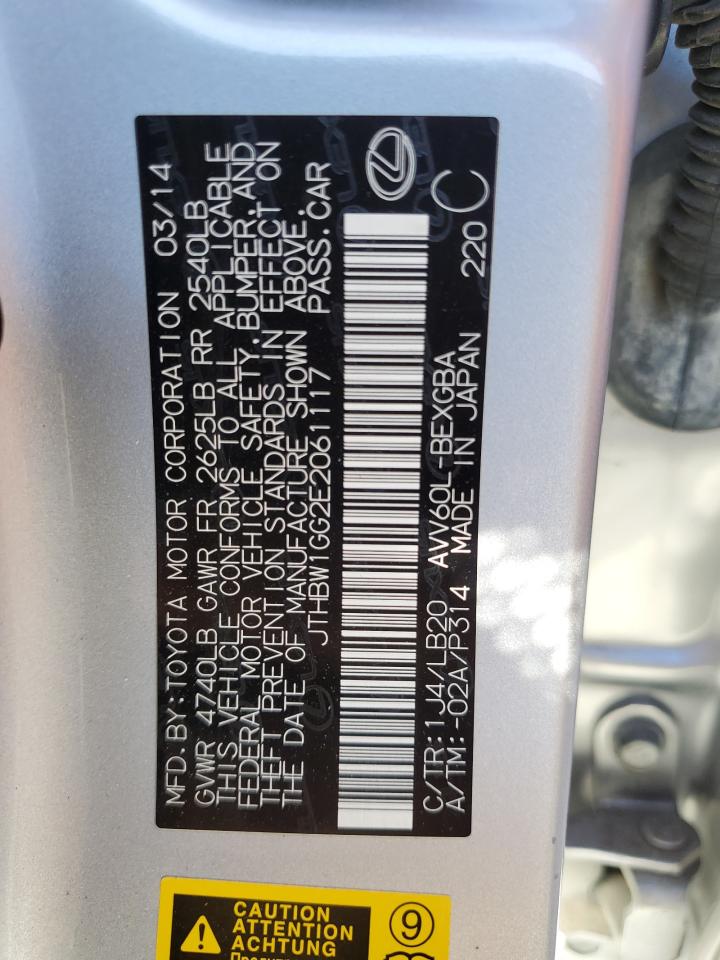 MFD.BY:TOYOTA MOTOR CORPORATION 03/14
GVWR 4740LB GAWR FR 2625LB RR 2540LB
THIS VEHICLE CONFORMS TO ALL APPLICABLE
FEDERAL MOTOR VEHICLE SAFETY,BUMPER,AND
THEFT PREVENTION STANDARDS IN EFFECT ON
THE DATE OF MANUFACTURE SHOWN ABOVE.
JTHBW1GG2E2061117 PASS.CAR
C/TR:1J4/LB20 AVV60L-BEXGBA
A/TM:-02A/P314 MADE IN JAPAN 220 C
CAUTION
ATTENTION
ACHTUNG
9